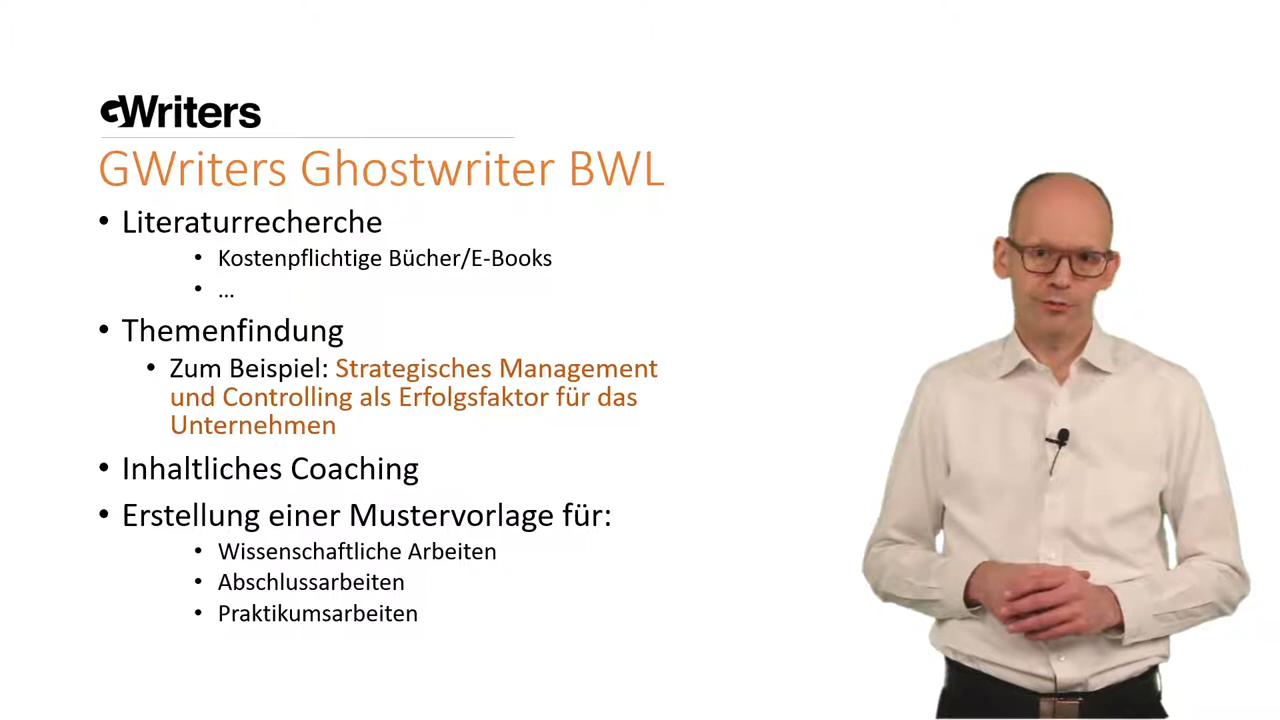 GWriters
GWriters Ghostwriter BWL
• Literaturrecherche
• Kostenpflichtige Bücher/E-Books
• ...
• Themenfindung
• Zum Beispiel: Strategisches Management
und Controlling als Erfolgsfaktor für das
Unternehmen
• Inhaltliches Coaching
• Erstellung einer Mustervorlage für:
• Wissenschaftliche Arbeiten
• Abschlussarbeiten
• Praktikumsarbeiten